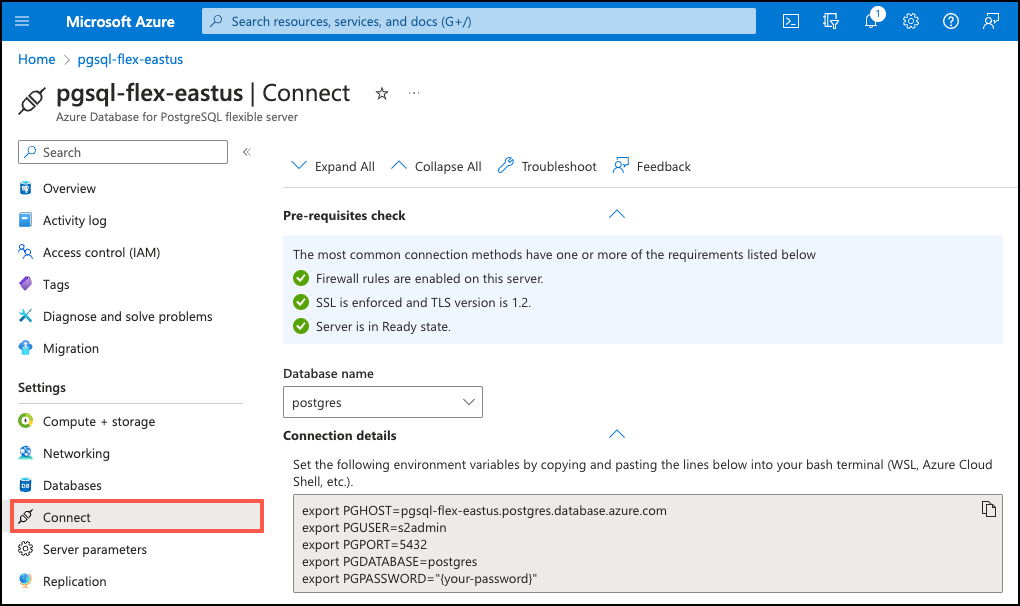 Microsoft Azure
Search resources, services, and docs (G+/)
1
Home > pgsql-flex-eastus
pgsql-flex-eastus | Connect
Azure Database for PostgreSQL flexible server
Search
Overview
Activity log
Access control (IAM)
Tags
Diagnose and solve problems
Migration
Settings
Compute + storage
Networking
Databases
Connect
Server parameters
Replication
Expand All
Collapse All
Troubleshoot
Feedback
Pre-requisites check
The most common connection methods have one or more of the requirements listed below
Firewall rules are enabled on this server.
SSL is enforced and TLS version is 1.2.
Server is in Ready state.
Database name
postgres
Connection details
Set the following environment variables by copying and pasting the lines below into your bash terminal (WSL, Azure Cloud
Shell, etc.).
export PGHOST=pgsql-flex-eastus.postgres.database.azure.com
export PGUSER=s2admin
export PGPORT=5432
export PGDATABASE=postgres
export PGPASSWORD="{your-password}"